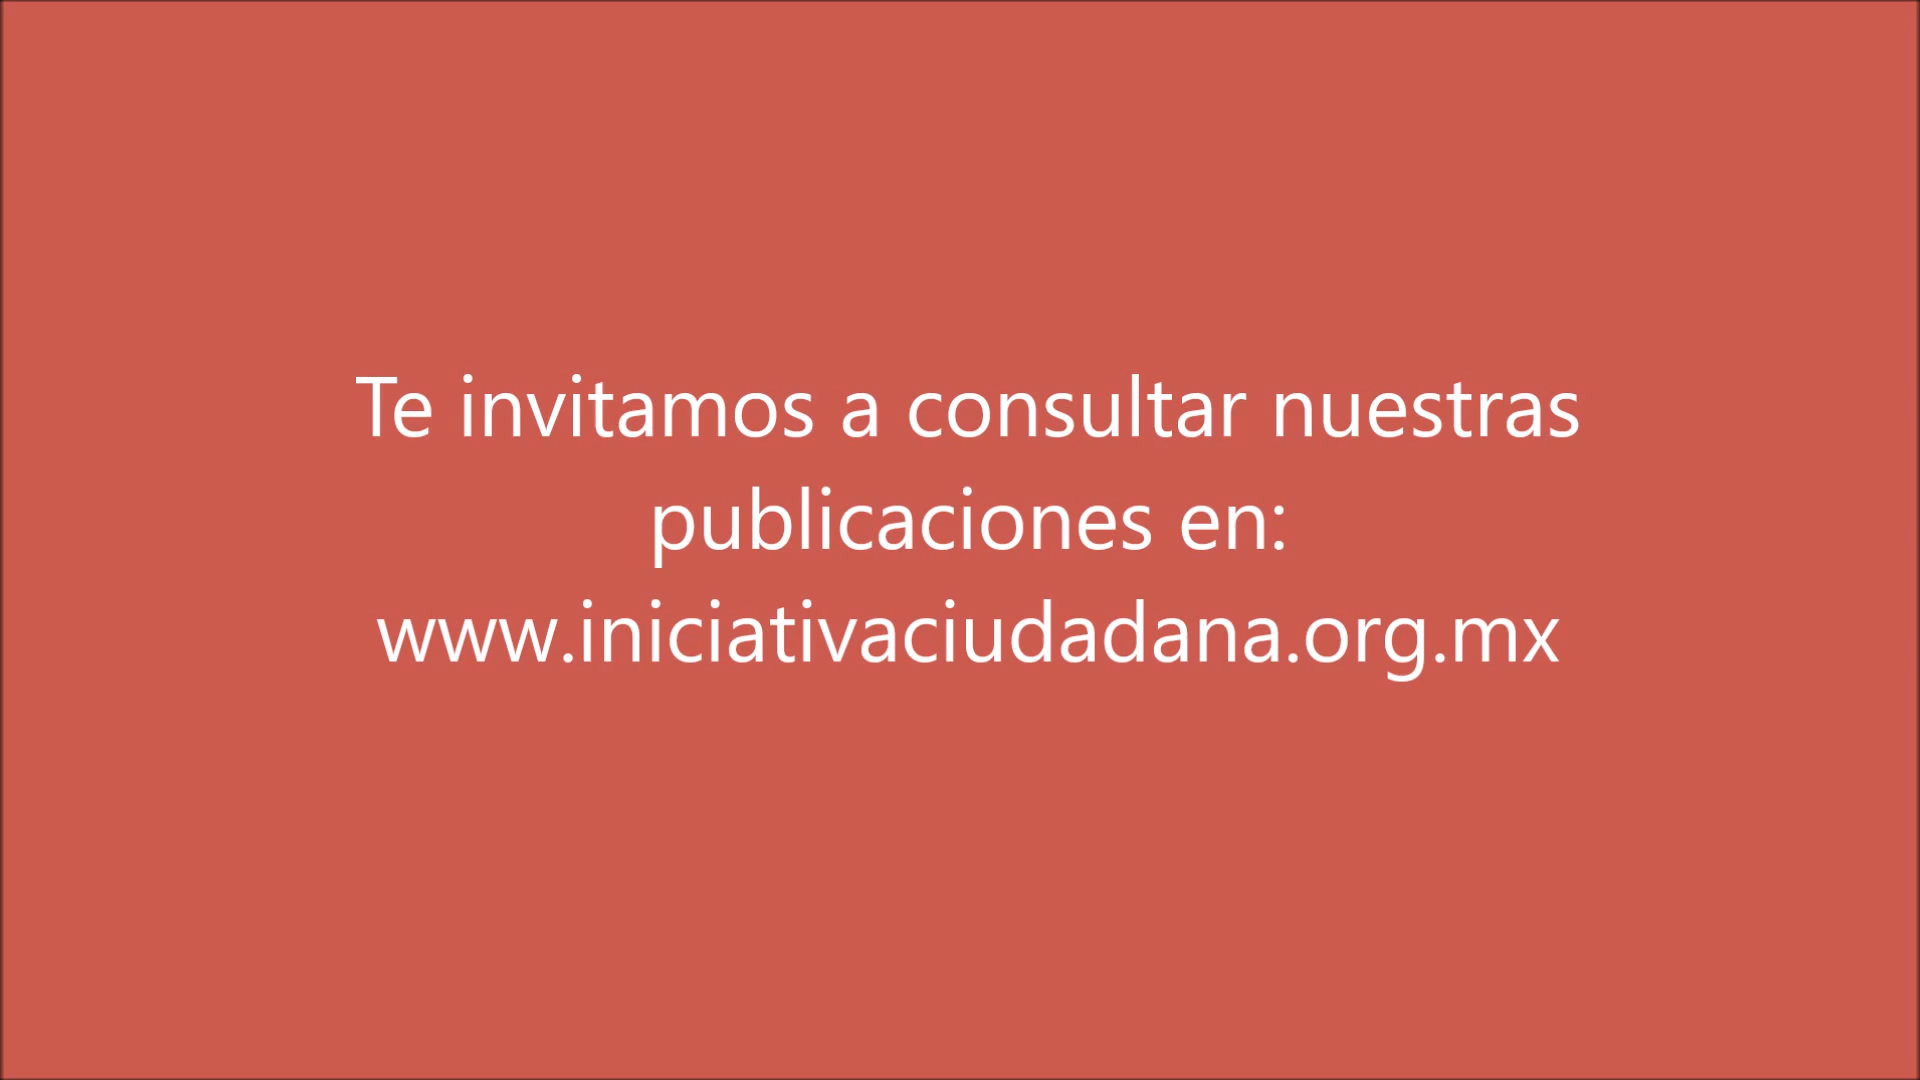 Te invitamos a consultar nuestras
publicaciones en:
www.iniciativaciudadana.org.mx